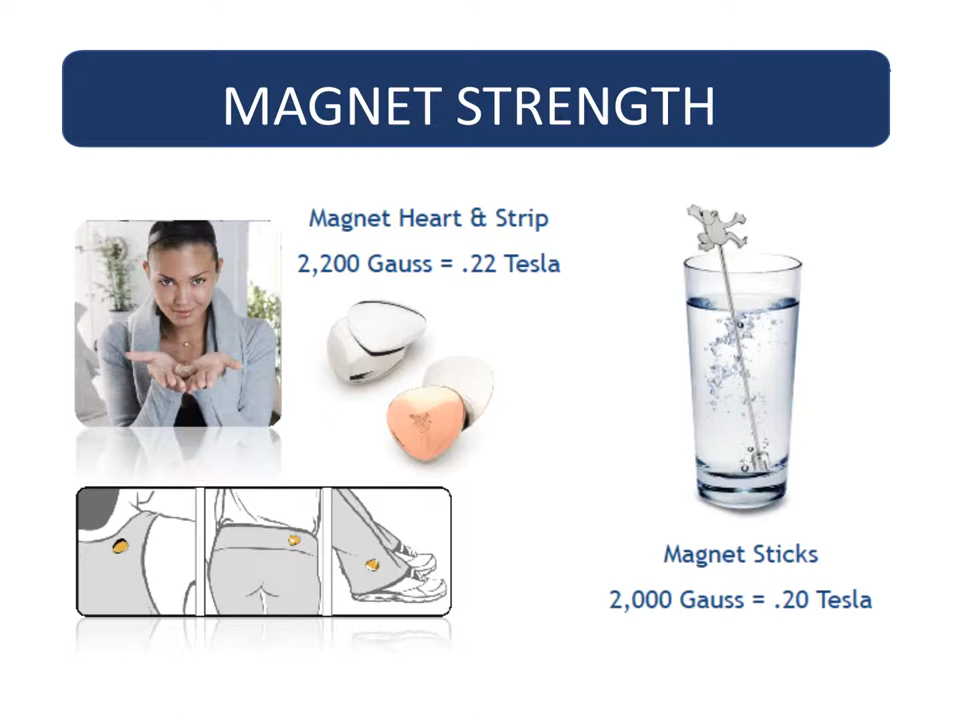 MAGNET STRENGTH
Magnet Heart & Strip
2,200 Gauss = .22 Tesla
Magnet Sticks
2,000 Gauss = .20 Tesla